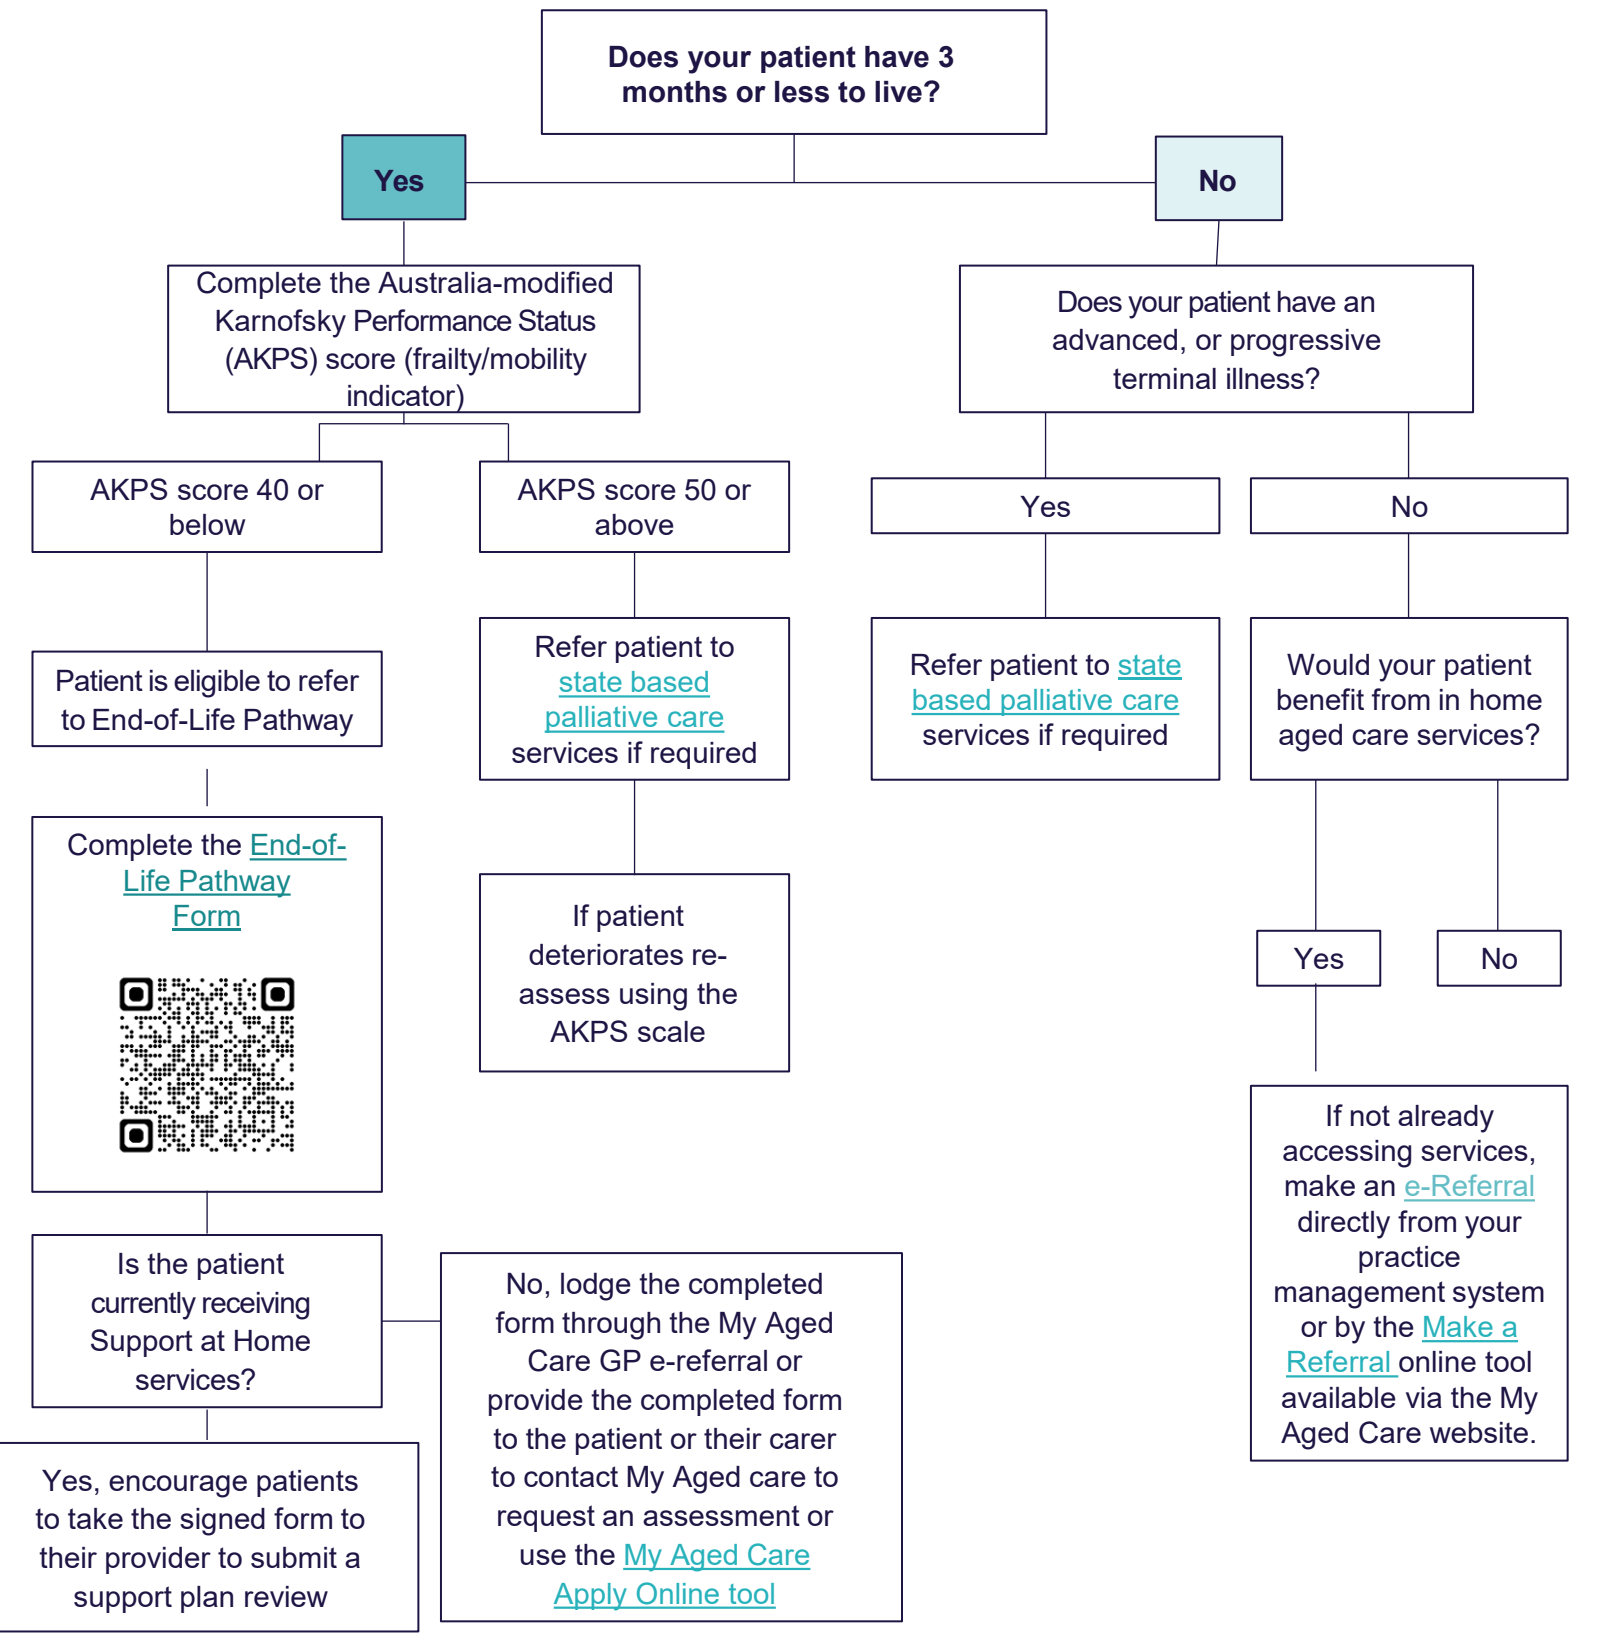 Does your patient have 3
months or less to live?
Yes
No
Complete the Australia-modified
Karnofsky Performance Status
(AKPS) score (frailty/mobility
indicator)
Does your patient have an
advanced, or progressive
terminal illness?
AKPS score 40 or
below
AKPS score 50 or
above
Yes
No
Patient is eligible to refer
to End-of-Life Pathway
Refer patient to
state based
palliative care
services if required
Refer patient to state
based palliative care
services if required
Would your patient
benefit from in home
aged care services?
Complete the End-of-
Life Pathway
Form
If patient
deteriorates re-
assess using the
AKPS scale
Yes
No
If not already
accessing services,
make an e-Referral
directly from your
practice
management system
or by the Make a
Referral online tool
available via the My
Aged Care website.
Is the patient
currently receiving
Support at Home
services?
No, lodge the completed
form through the My Aged
Care GP e-referral or
provide the completed form
to the patient or their carer
to contact My Aged care to
request an assessment or
use the My Aged Care
Apply Online tool
Yes, encourage patients
to take the signed form to
their provider to submit a
support plan review